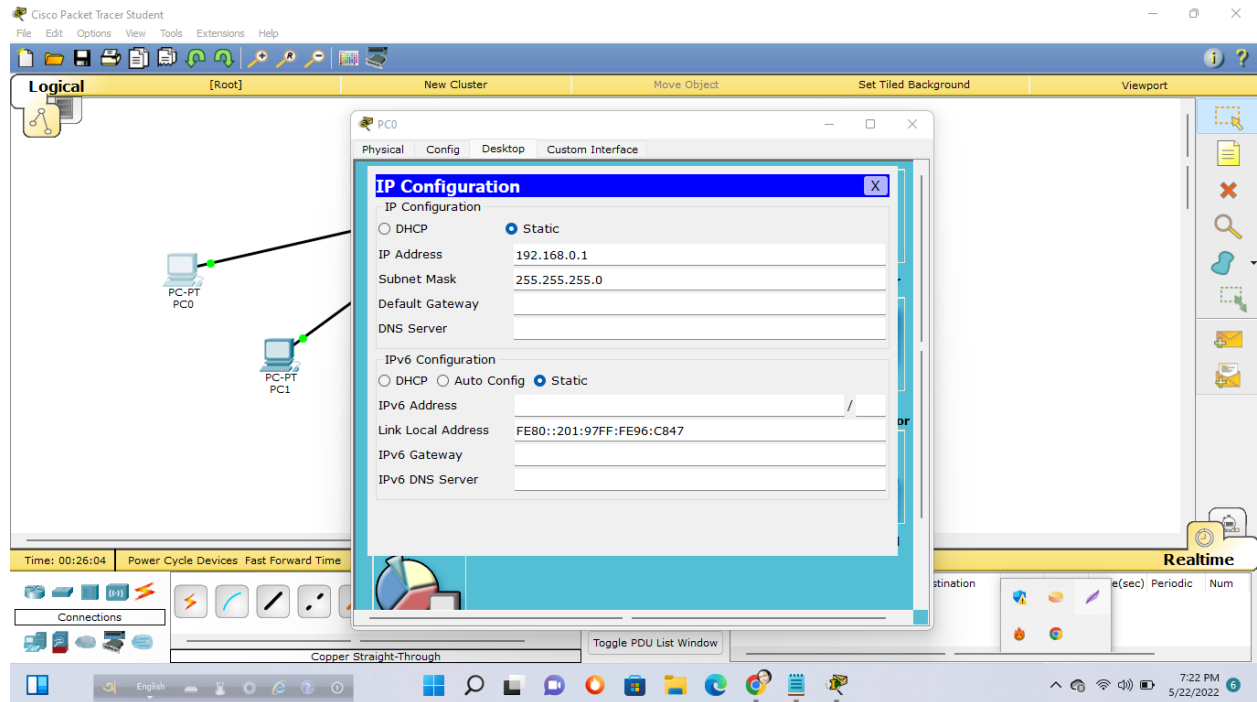 Cisco Packet Tracer Student
File Edit Options View Tools Extensions Help
Logical [Root] New Cluster Move Object Set Tiled Background Viewport
PC0
Physical Config Desktop Custom Interface
IP Configuration X
IP Configuration
DHCP Static
IP Address 192.168.0.1
Subnet Mask 255.255.255.0
Default Gateway
DNS Server
IPv6 Configuration
DHCP Auto Config Static
IPv6 Address /
Link Local Address FE80::201:97FF:FE96:C847
IPv6 Gateway
IPv6 DNS Server
PC-PT
PC0
PC-PT
PC1
or
Time: 00:26:04 Power Cycle Devices Fast Forward Time Realtime
Connections
Copper Straight-Through
Toggle PDU List Window
stination e(sec) Periodic Num
English
7:22 PM
5/22/2022 6